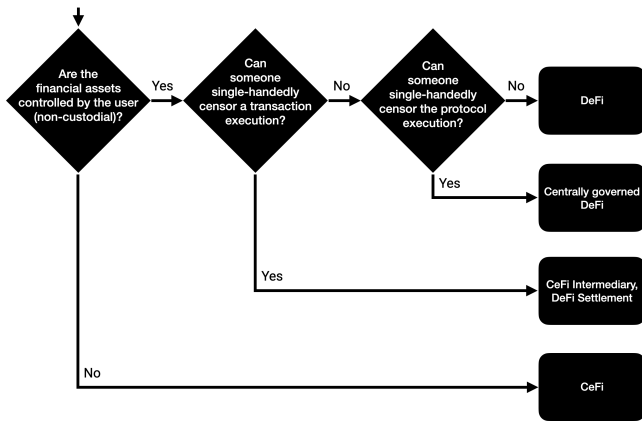 Are the
financial assets
controlled by the user
(non-custodial)?
Yes
Can
someone
single-handedly
censor a transaction
execution?
No
Can
someone
single-handedly
censor the protocol
execution?
No
DeFi
Yes
Centrally governed
DeFi
Yes
CeFi Intermediary,
DeFi Settlement
No
CeFi